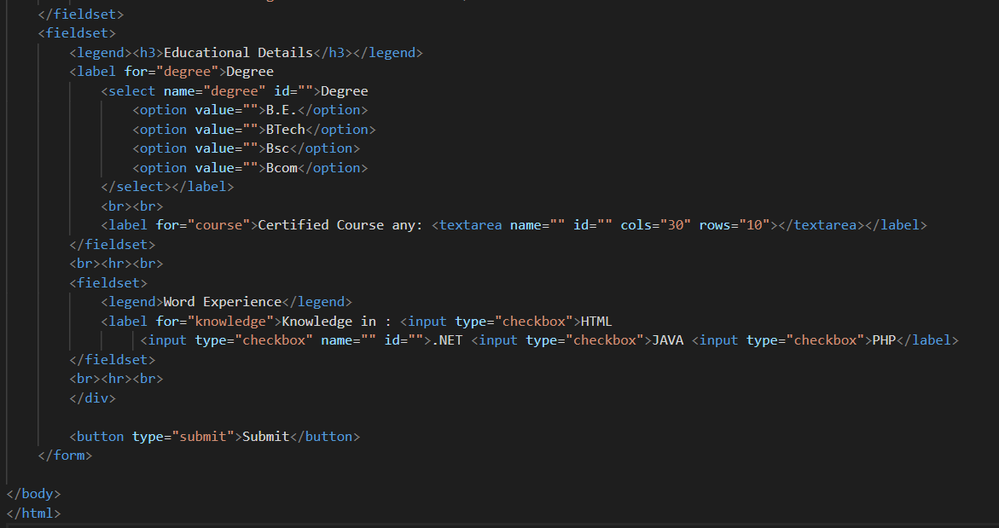 </fieldset>
<fieldset>
<legend><h3>Educational Details</h3></legend>
<label for="degree">Degree
<select name="degree" id="">Degree
<option value="">B.E.</option>
<option value="">BTech</option>
<option value="">Bsc</option>
<option value="">Bcom</option>
</select></label>
<br><br>
<label for="course">Certified Course any: <textarea name="" id="" cols="30" rows="10"></textarea></label>
</fieldset>
<br><hr><br>
<fieldset>
<legend>Word Experience</legend>
<label for="knowledge">Knowledge in : <input type="checkbox">HTML
<input type="checkbox" name="" id="">.NET <input type="checkbox">JAVA <input type="checkbox">PHP</label>
</fieldset>
<br><hr><br>
</div>
<button type="submit">Submit</button>
</form>
</body>
</html>